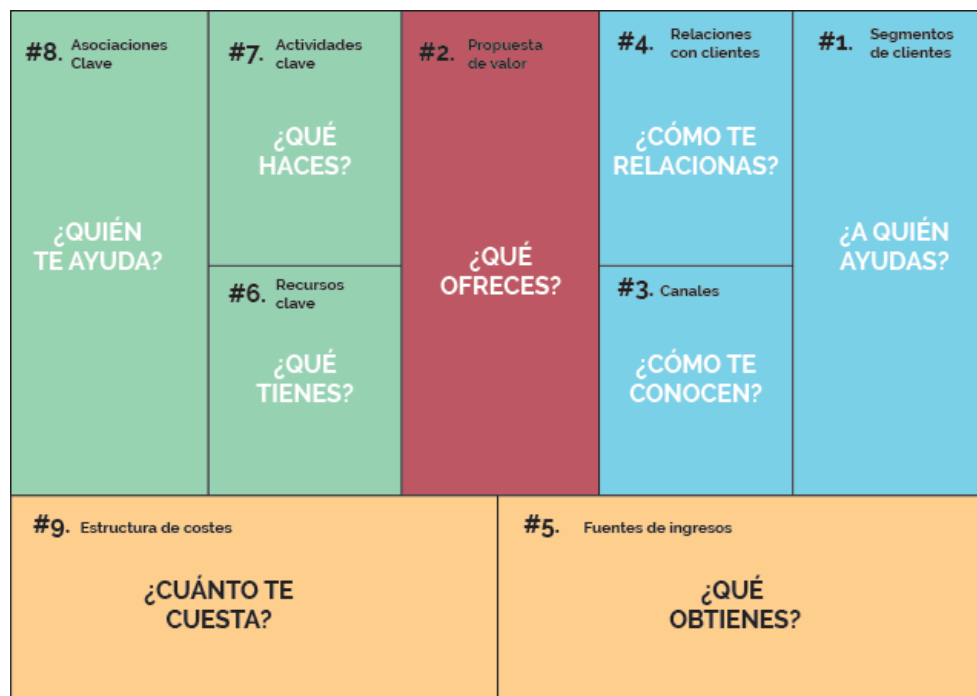 #8. Asociaciones
Clave
¿QUIÉN
TE AYUDA?
#7. Actividades
clave
¿QUÉ
HACES?
#6. Recursos
clave
¿QUÉ
TIENES?
#2. Propuesta
de valor
¿QUÉ
OFRECES?
#4. Relaciones
con clientes
¿CÓMO TE
RELACIONAS?
#3. Canales
¿CÓMO TE
CONOCEN?
#1. Segmentos
de clientes
¿A QUIÉN
AYUDAS?
#9. Estructura de costes
¿CUÁNTO TE
CUESTA?
#5. Fuentes de ingresos
¿QUÉ
OBTIENES?